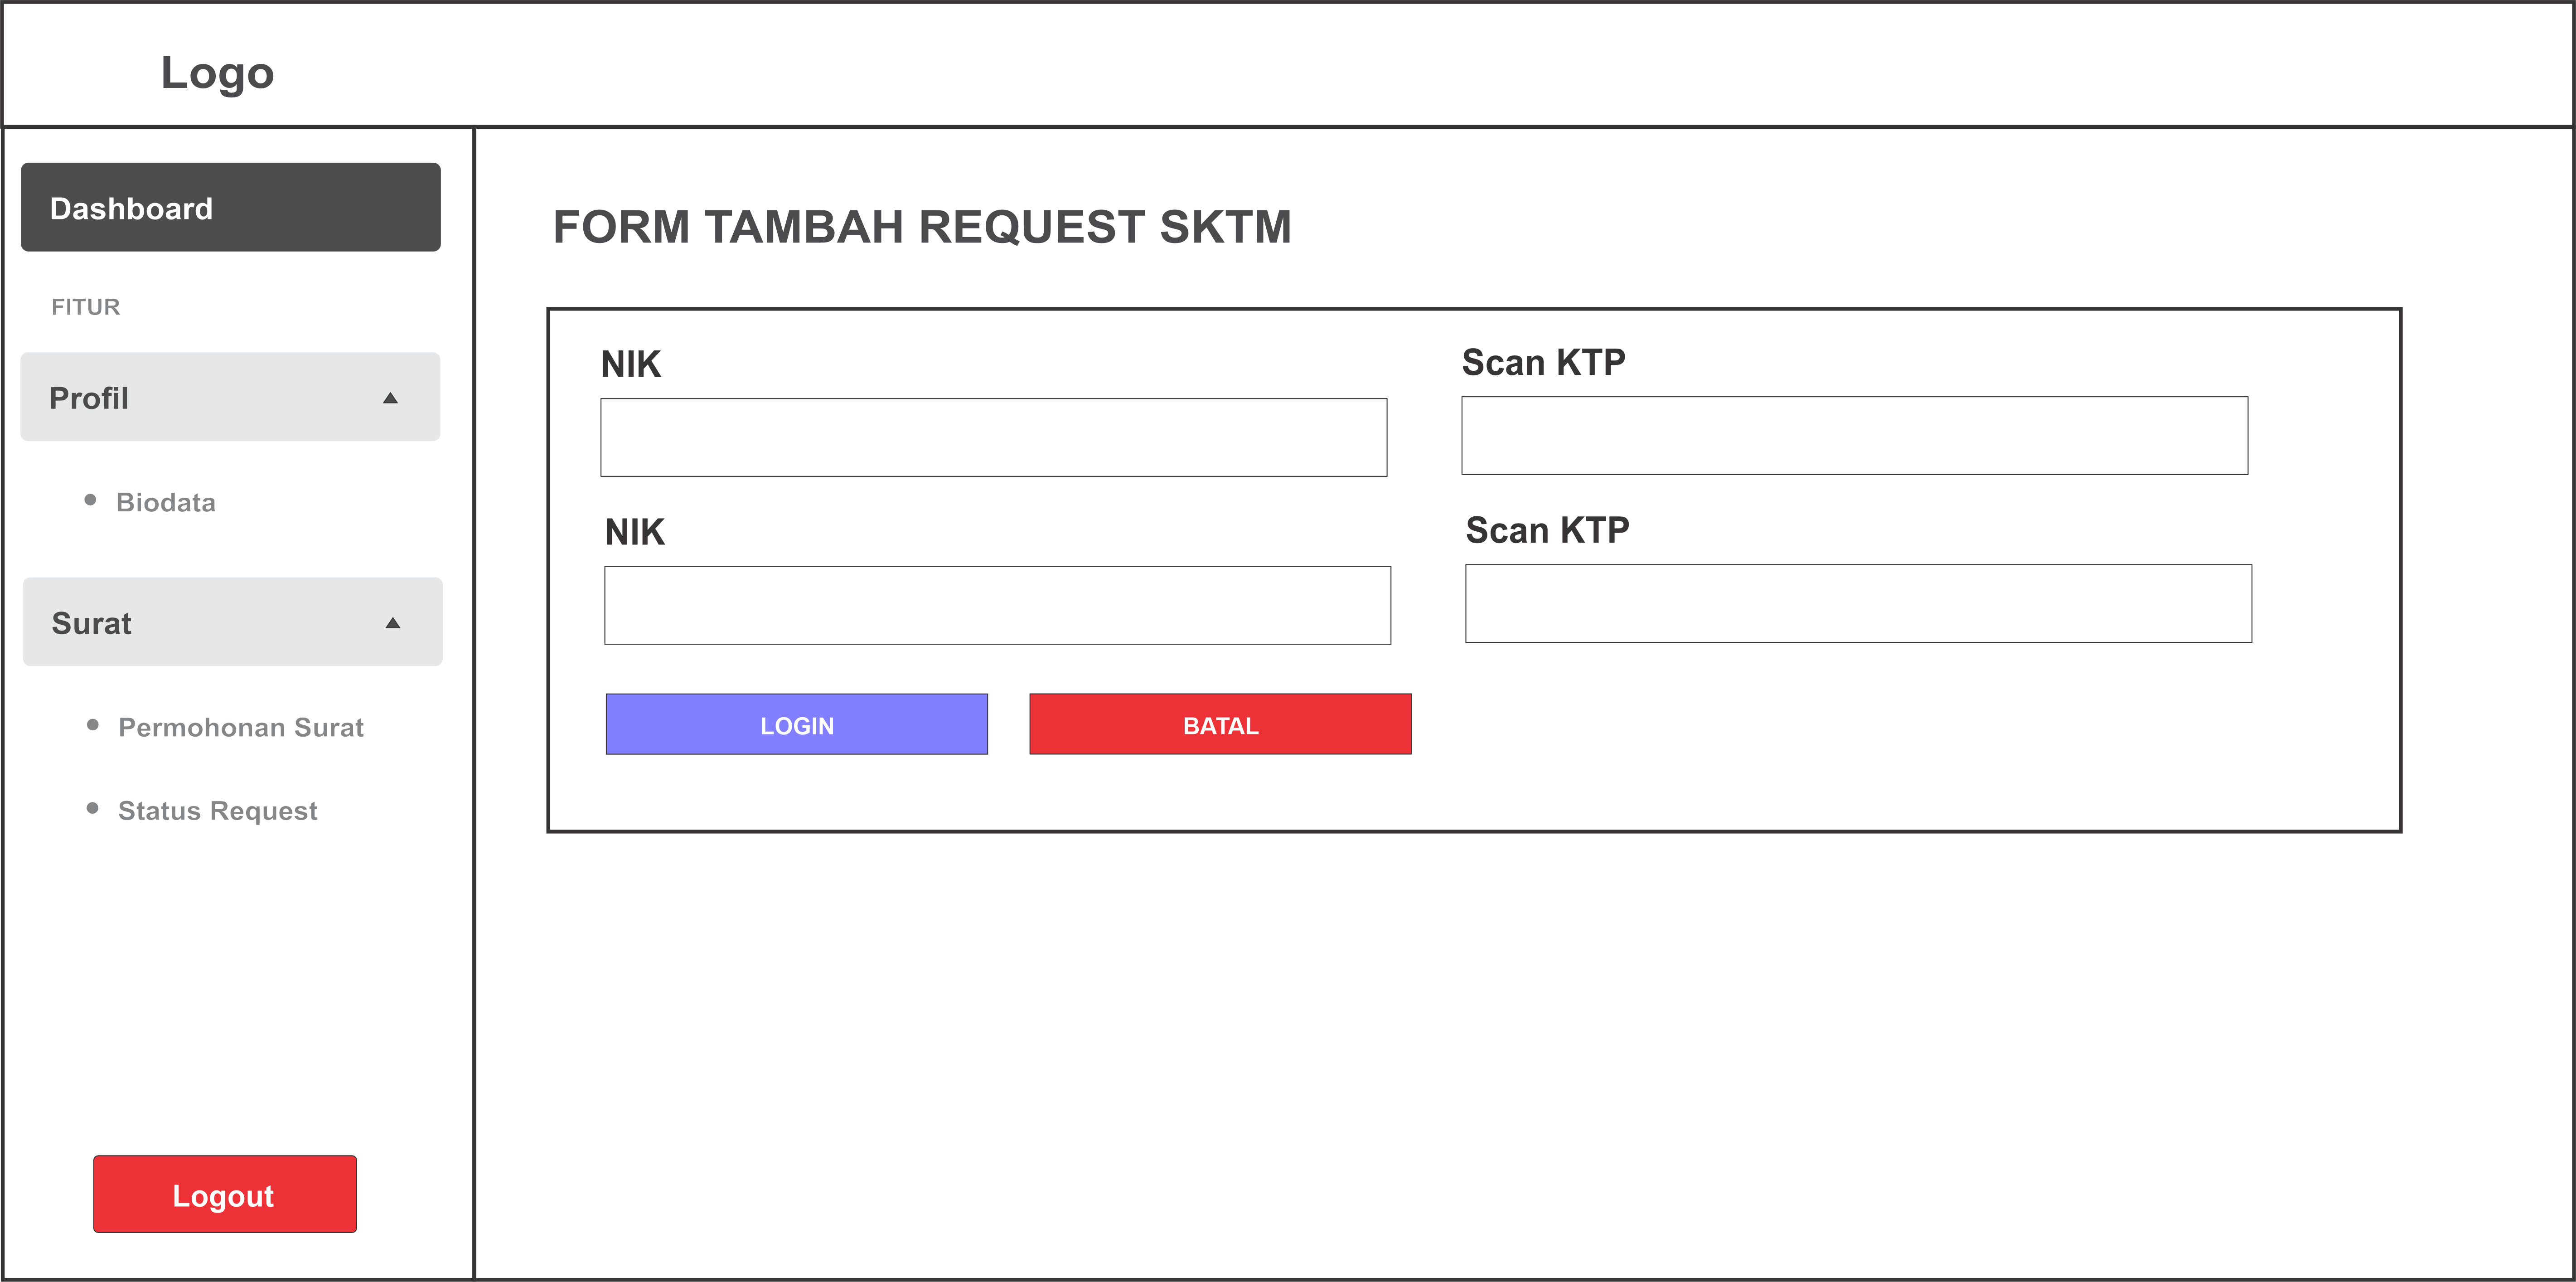 Logo
Dashboard
FITUR
Profil
Biodata
Surat
Permohonan Surat
Status Request
Logout
FORM TAMBAH REQUEST SKTM
NIK
Scan KTP
NIK
Scan KTP
LOGIN
BATAL